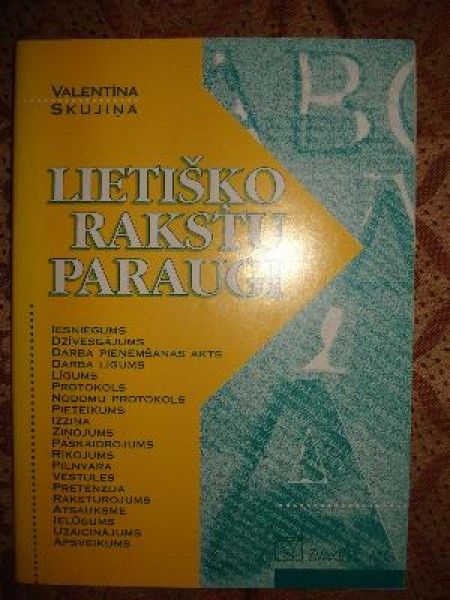 VALENTĪNA
SKUJIŅA
LIETIŠĶO
RAKSTU
PARAUGI
IESNIEGUMS
DZĪVESGĀJUMS
DARBA PIEŅEMŠANAS AKTS
DARBA LĪGUMS
LĪGUMS
PROTOKOLS
NODOMU PROTOKOLS
PIETEIKUMS
IZZIŅA
ZIŅOJUMS
PASKAIDROJUMS
RĪKOJUMS
PILNVARA
VĒSTULES
PRETENZIJA
RAKSTUROJUMS
ATSAUKSME
IELŪGUMS
UZAICINĀJUMS
APSVEIKUMS